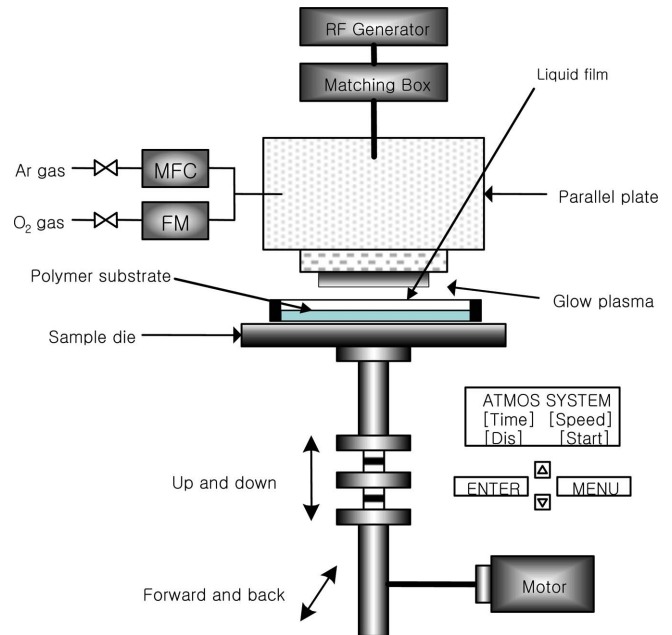 RF Generator
Matching Box
Liquid film
Ar gas
MFC
O₂ gas
FM
Parallel plate
Polymer substrate
Glow plasma
Sample die
ATMOS SYSTEM
[Time] [Speed]
[Dis] [Start]
Up and down
ENTER
MENU
Forward and back
Motor